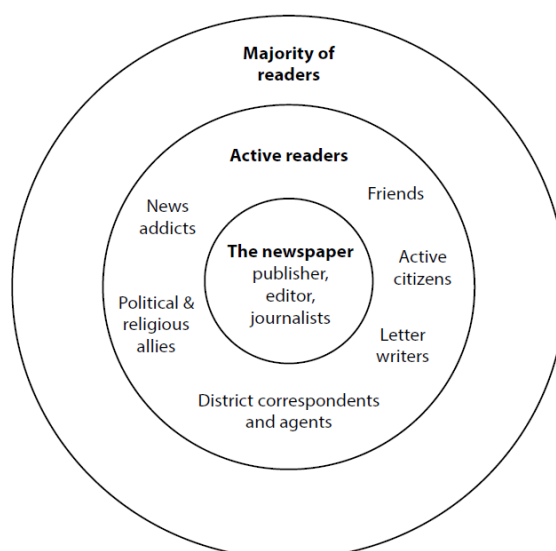 Majority of
readers
Active readers
Friends
News
addicts
The newspaper
publisher,
editor,
journalists
Active
citizens
Political &
religious
allies
Letter
writers
District correspondents
and agents